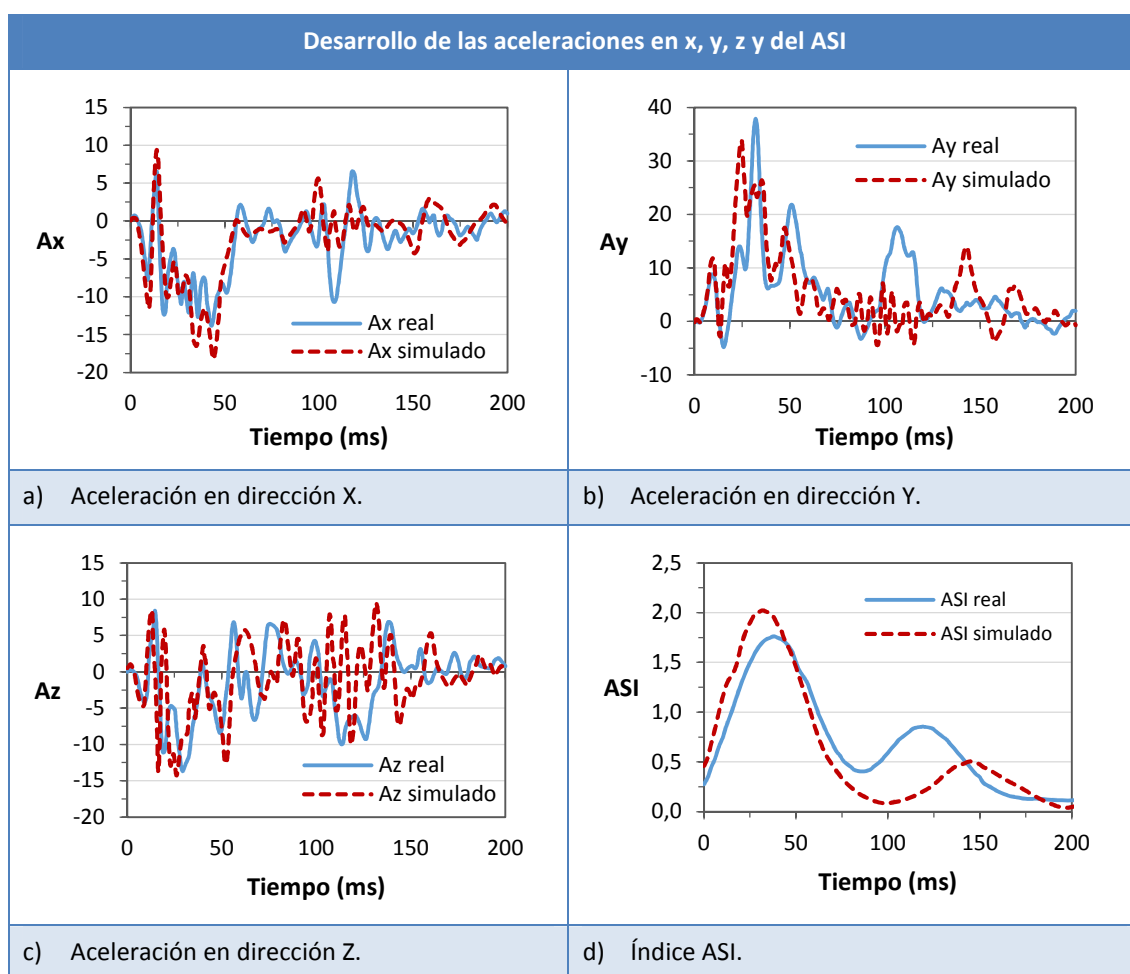 Desarrollo de las aceleraciones en x, y, z y del ASI
15
10
5
0
-5
-10
-15
-20
Ax
Ax real
Ax simulado
0 50 100 150 200
Tiempo (ms)
40
30
20
10
0
-10
Ay
Ay real
Ay simulado
0 50 100 150 200
Tiempo (ms)
a) Aceleración en dirección X.
b) Aceleración en dirección Y.
15
10
5
0
-5
-10
-15
-20
Az
Az real
Az simulado
0 50 100 150 200
Tiempo (ms)
2,5
2,0
1,5
1,0
0,5
0,0
ASI
ASI real
ASI simulado
0 50 100 150 200
Tiempo (ms)
c) Aceleración en dirección Z.
d) Índice ASI.